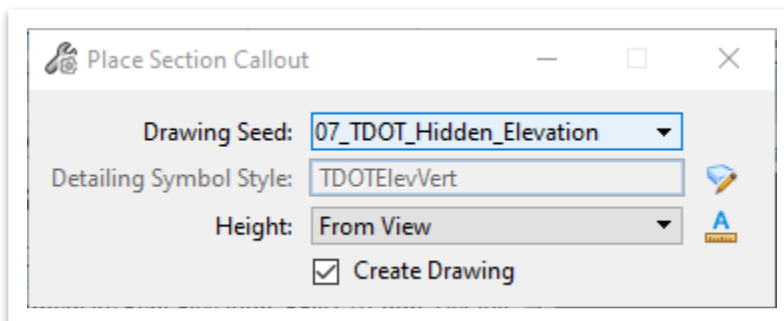 Place Section Callout
Drawing Seed: 07_TDOT_Hidden_Elevation
Detailing Symbol Style: TDOTElevVert
Height: From View
A
Create Drawing